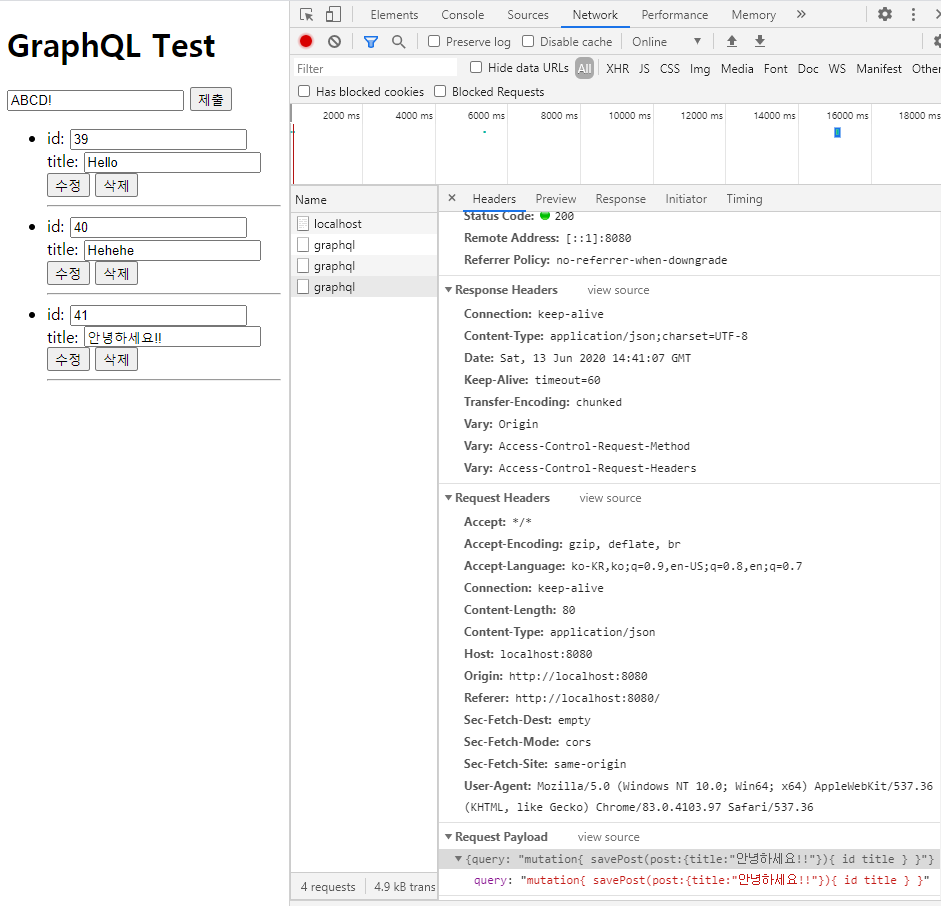 GraphQL Test
ABCD! 제출
id: 39
title: Hello
수정 삭제
id: 40
title: Hehehe
수정 삭제
id: 41
title: 안녕하세요!!
수정 삭제
Elements Console Sources Network Performance Memory »
Preserve log Disable cache Online
Filter Hide data URLs All XHR JS CSS Img Media Font Doc WS Manifest Other
Has blocked cookies Blocked Requests
2000 ms 4000 ms 6000 ms 8000 ms 10000 ms 12000 ms 14000 ms 16000 ms 18000 ms
Name
localhost
graphql
graphql
graphql
4 requests 4.9 kB trans
× Headers Preview Response Initiator Timing
Status Code: 200
Remote Address: [::1]:8080
Referrer Policy: no-referrer-when-downgrade
Response Headers view source
Connection: keep-alive
Content-Type: application/json;charset=UTF-8
Date: Sat, 13 Jun 2020 14:41:07 GMT
Keep-Alive: timeout=60
Transfer-Encoding: chunked
Vary: Origin
Vary: Access-Control-Request-Method
Vary: Access-Control-Request-Headers
Request Headers view source
Accept: */*
Accept-Encoding: gzip, deflate, br
Accept-Language: ko-KR,ko;q=0.9,en-US;q=0.8,en;q=0.7
Connection: keep-alive
Content-Length: 80
Content-Type: application/json
Host: localhost:8080
Origin: http://localhost:8080
Referer: http://localhost:8080/
Sec-Fetch-Dest: empty
Sec-Fetch-Mode: cors
Sec-Fetch-Site: same-origin
User-Agent: Mozilla/5.0 (Windows NT 10.0; Win64; x64) AppleWebKit/537.36
(KHTML, like Gecko) Chrome/83.0.4103.97 Safari/537.36
Request Payload view source
{query: "mutation{ savePost(post:{title:"안녕하세요!!"}){ id title } }"}
query: "mutation{ savePost(post:{title:"안녕하세요!!"}){ id title } }"